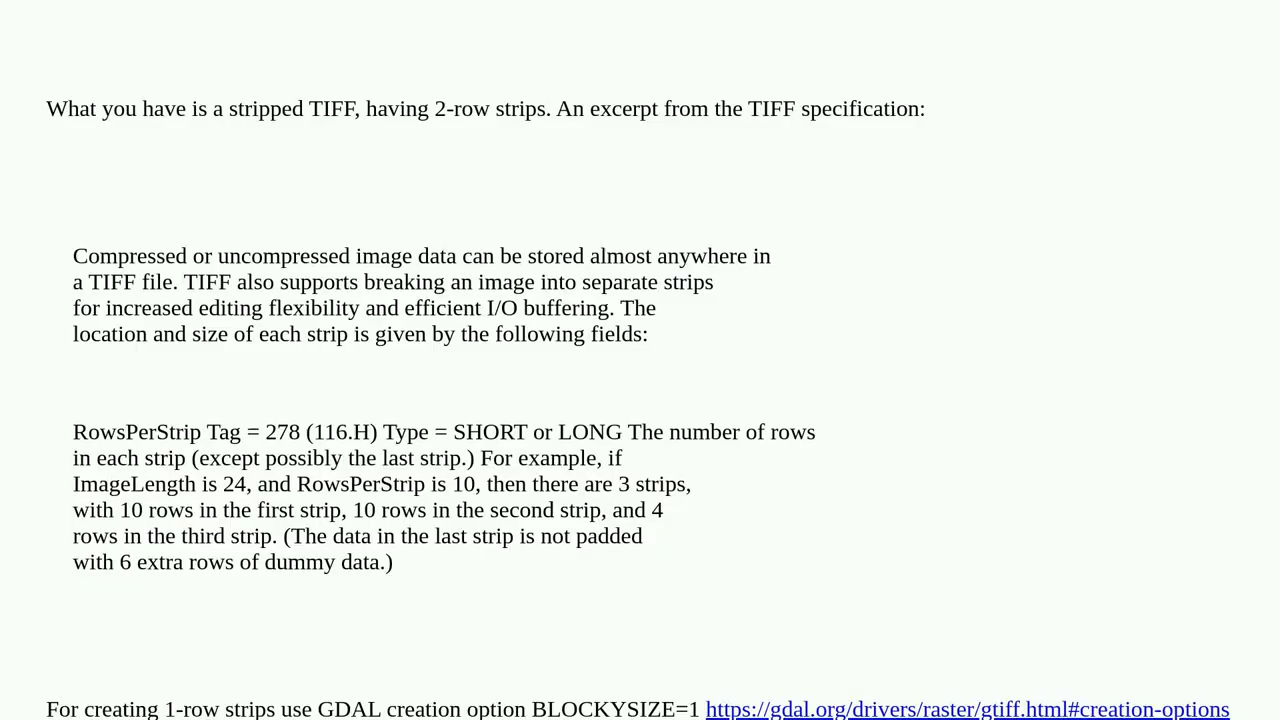 What you have is a stripped TIFF, having 2-row strips. An excerpt from the TIFF specification:
Compressed or uncompressed image data can be stored almost anywhere in
a TIFF file. TIFF also supports breaking an image into separate strips
for increased editing flexibility and efficient I/O buffering. The
location and size of each strip is given by the following fields:
RowsPerStrip Tag = 278 (116.H) Type = SHORT or LONG The number of rows
in each strip (except possibly the last strip.) For example, if
ImageLength is 24, and RowsPerStrip is 10, then there are 3 strips,
with 10 rows in the first strip, 10 rows in the second strip, and 4
rows in the third strip. (The data in the last strip is not padded
with 6 extra rows of dummy data.)
For creating 1-row strips use GDAL creation option BLOCKYSIZE=1 https://gdal.org/drivers/raster/gtiff.html#creation-options